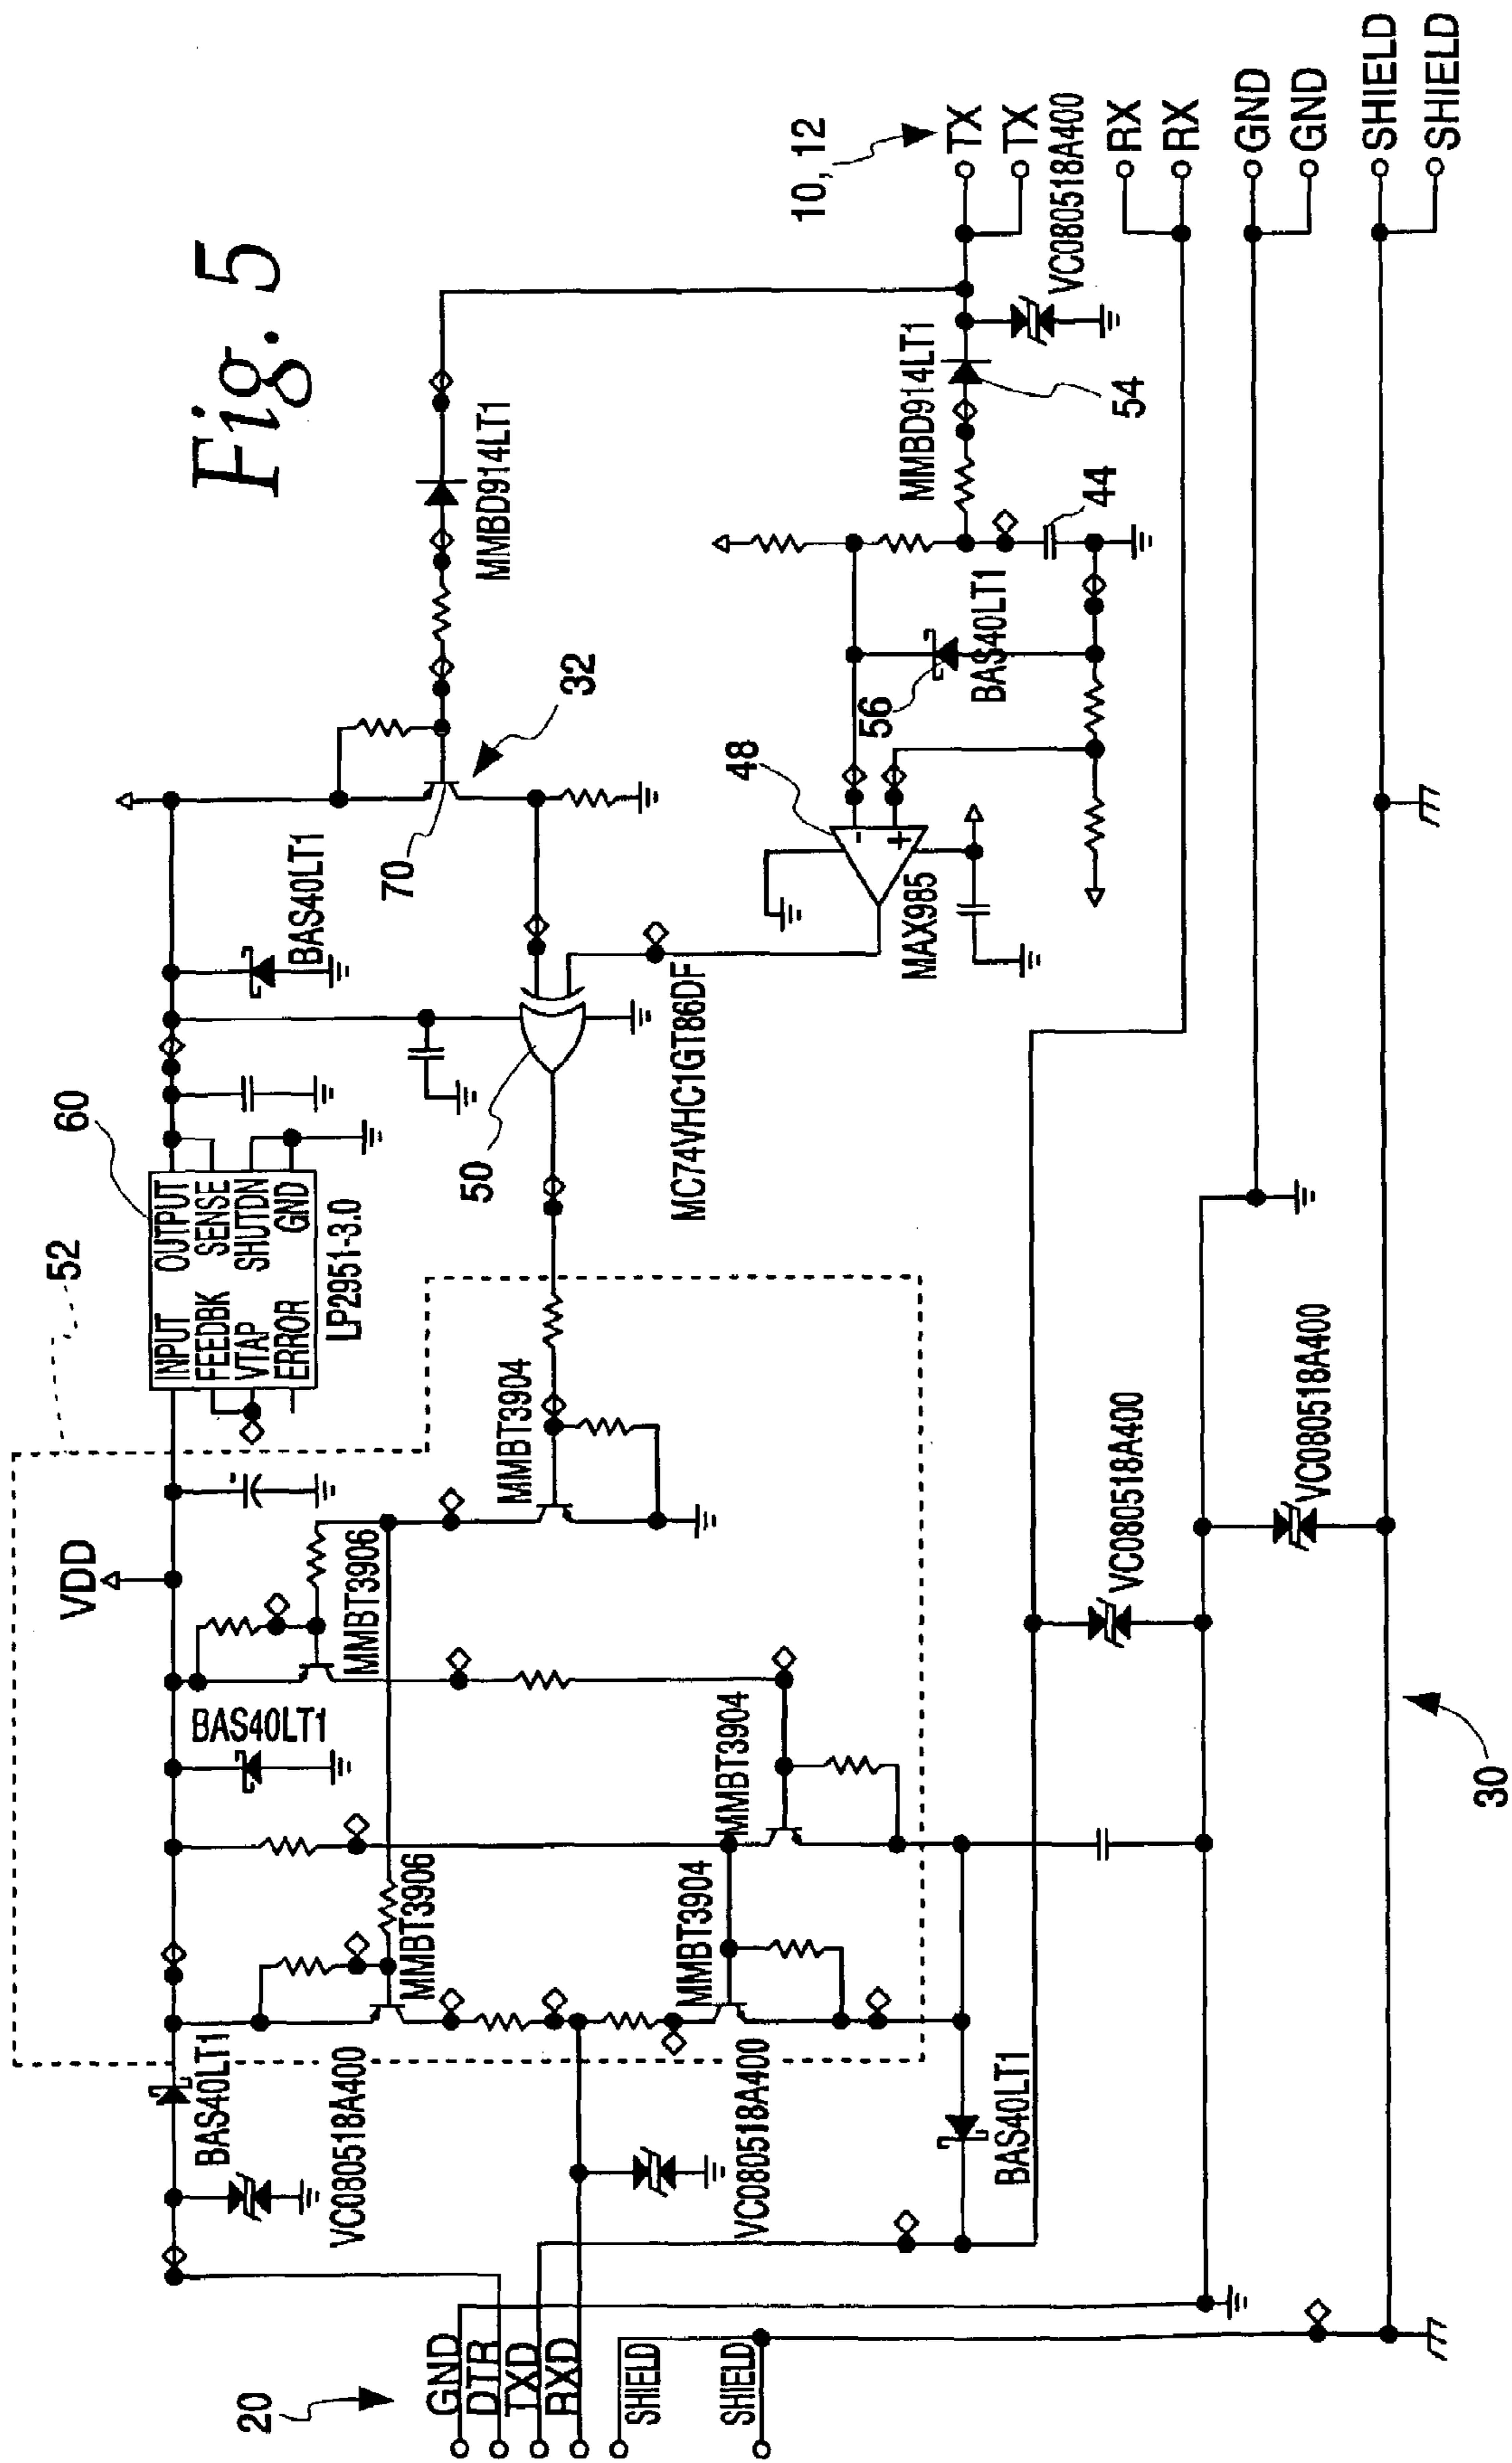 Fig. 5
52
60
VDD
INPUT OUTPUT
FEEDBK SENSE
VTAP SHUTDN
ERROR GND
LP2951-3.0
BAS40LT1
VC080518A400
BAS40LT1
BAS40LT1
MMBT3906
MMBT3906
MMBT3904
MMBT3904
MMBT3904
50
MC74VHC1GT86DF
70
32
MMBD914LT1
48
MAX985
56
BAS40LT1
44
MMBD914LT1
54
VC080518A400
10, 12
TX
TX
RX
RX
GND
GND
SHIELD
SHIELD
20
GND
DTR
TXD
RXD
SHIELD
SHIELD
VC080518A400
BAS40LT1
VC080518A400
VC080518A400
30